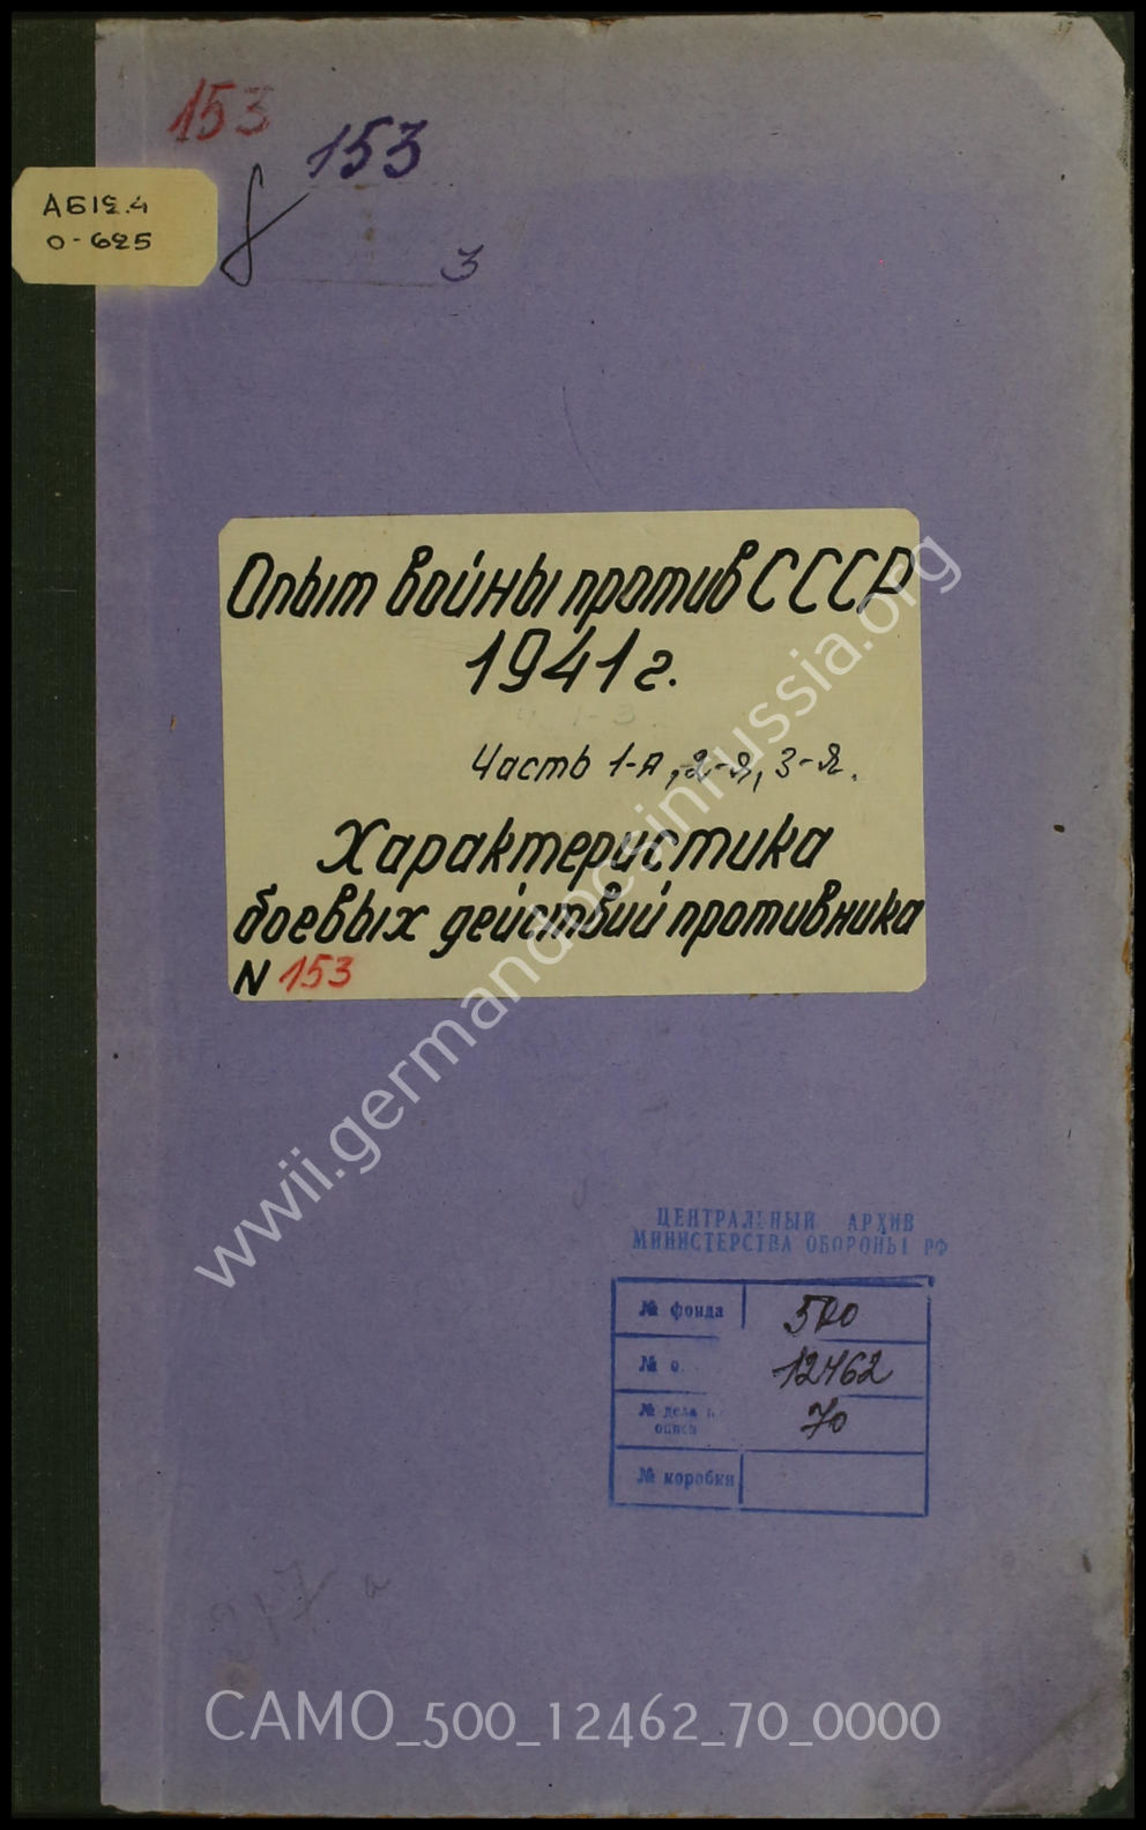 153
153
АБ12.4
0-625
3
Опыт войны против СССР
1941 г.
Часть 1-я, 2-я, 3-я.
Характеристика
боевых действий противника
N 153
wwii.germandocsinrussia.org
ЦЕНТРАЛЬНЫЙ АРХИВ
МИНИСТЕРСТВА ОБОРОНЫ РФ
№ фонда 500
№ о. 12462
№ дела
описи 70
№ коробки
CAMO_500_12462_70_0000